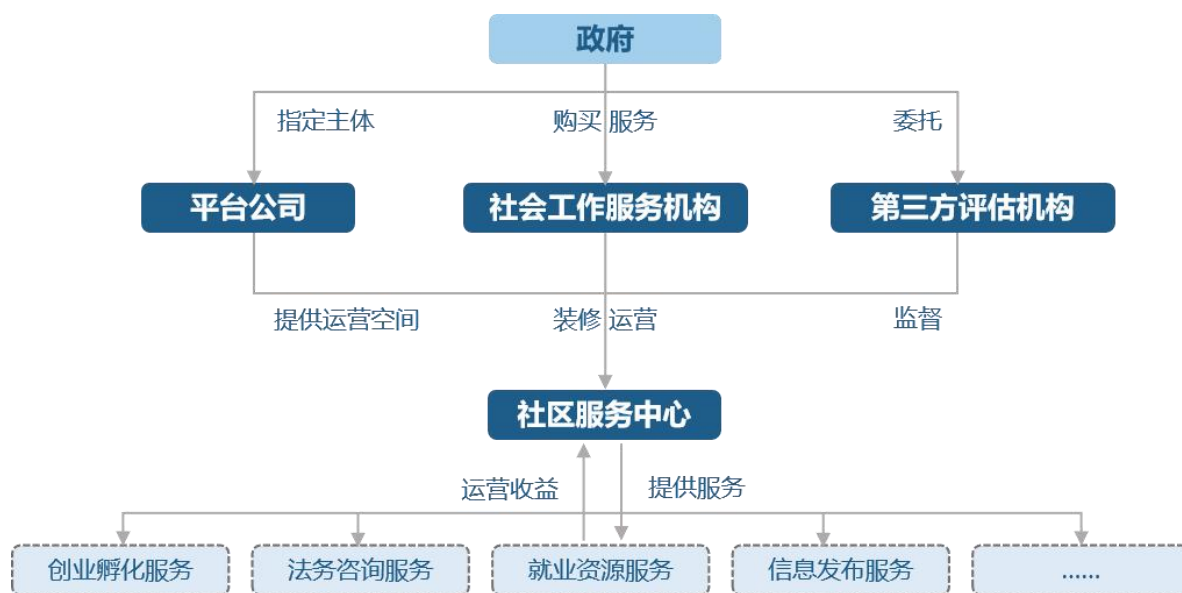 政府
指定主体
购买 服务
委托
平台公司
社会工作服务机构
第三方评估机构
提供运营空间
装修 运营
监督
社区服务中心
运营收益
提供服务
创业孵化服务
法务咨询服务
就业资源服务
信息发布服务
......